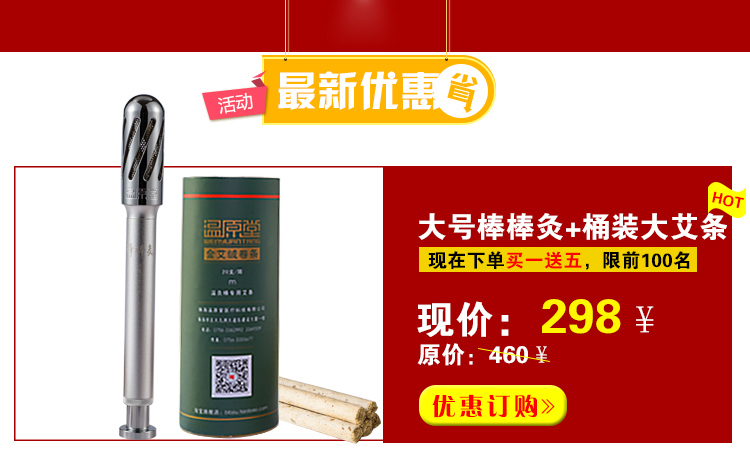 活动
最新优惠省
温原堂
WENYUANTANG
金艾绒卷条
大号棒棒灸+桶装大艾条
HOT
现在下单买一送五，限前100名
现价：298￥
原价：460￥
优惠订购»